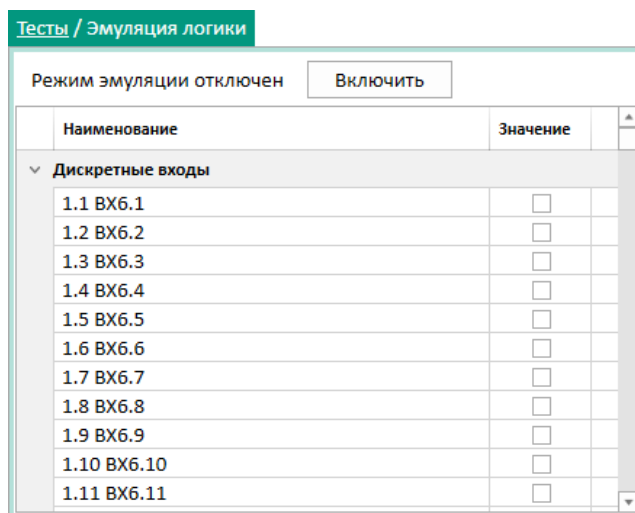 Тесты / Эмуляция логики
Режим эмуляции отключен Включить
Наименование Значение
Дискретные входы
1.1 ВХ6.1
1.2 ВХ6.2
1.3 ВХ6.3
1.4 ВХ6.4
1.5 ВХ6.5
1.6 ВХ6.6
1.7 ВХ6.7
1.8 ВХ6.8
1.9 ВХ6.9
1.10 ВХ6.10
1.11 ВХ6.11